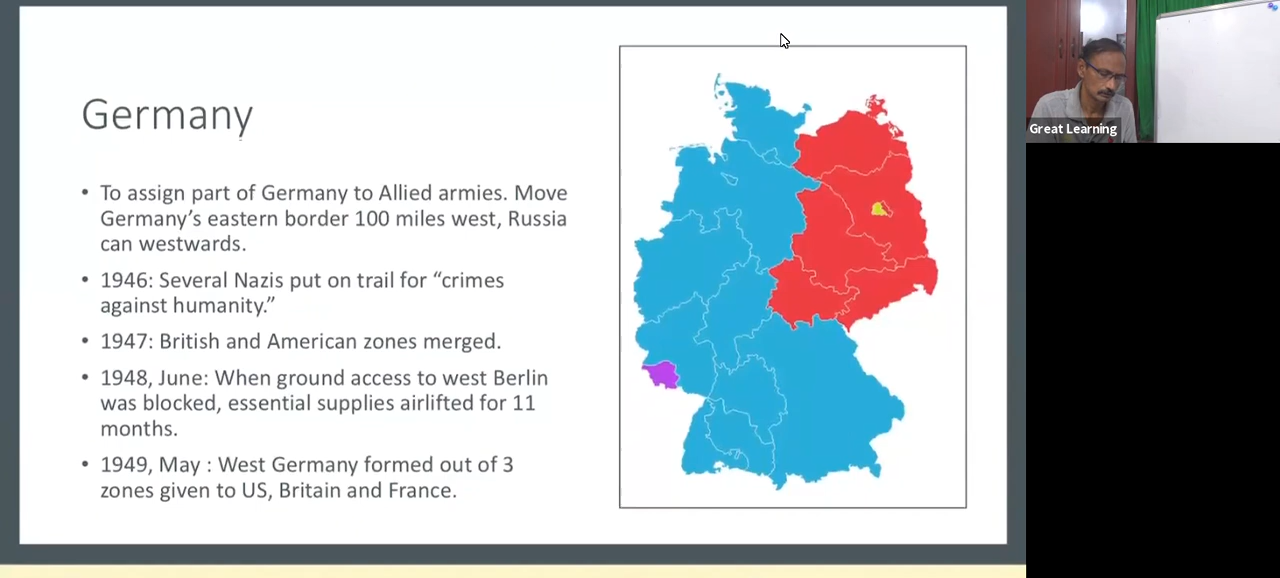 Germany
• To assign part of Germany to Allied armies. Move
Germany’s eastern border 100 miles west, Russia
can westwards.
• 1946: Several Nazis put on trail for “crimes
against humanity.”
• 1947: British and American zones merged.
• 1948, June: When ground access to west Berlin
was blocked, essential supplies airlifted for 11
months.
• 1949, May : West Germany formed out of 3
zones given to US, Britain and France.
Great Learning